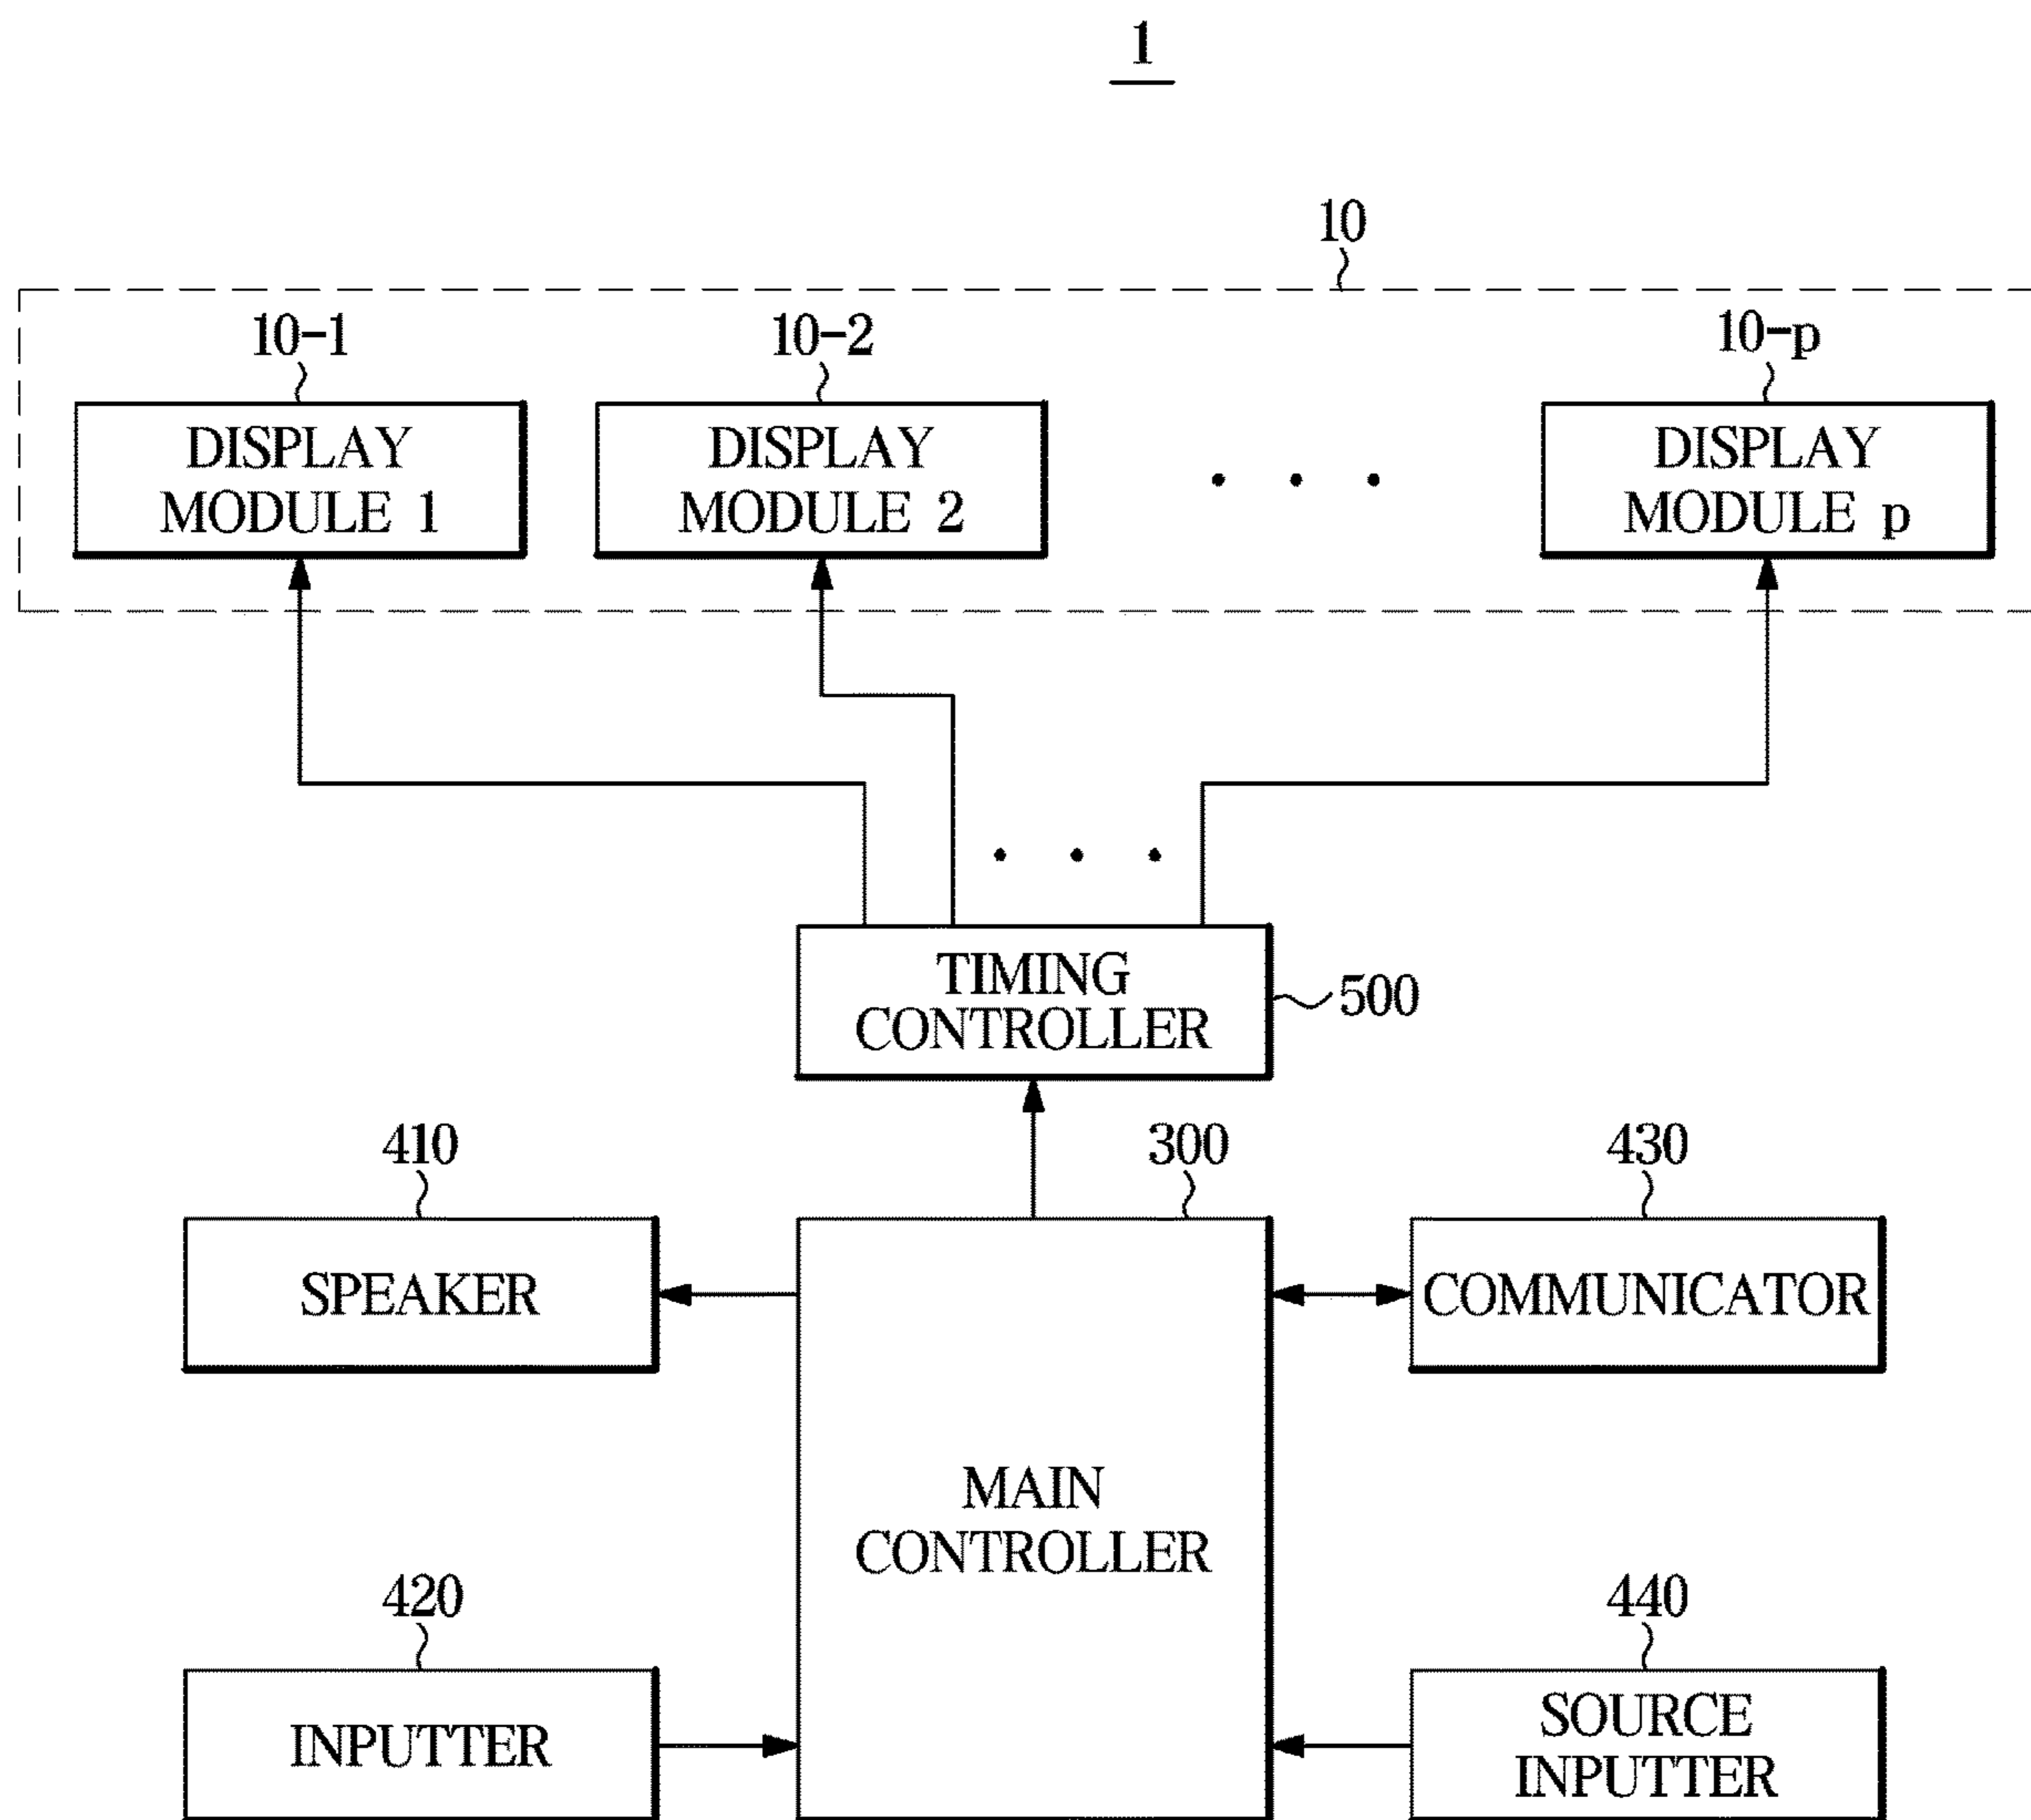 1
10
10-1
10-2
10-p
DISPLAY
MODULE 1
DISPLAY
MODULE 2
. . .
DISPLAY
MODULE p
. . .
TIMING
CONTROLLER
500
410
300
430
SPEAKER
COMMUNICATOR
MAIN
CONTROLLER
420
440
INPUTTER
SOURCE
INPUTTER